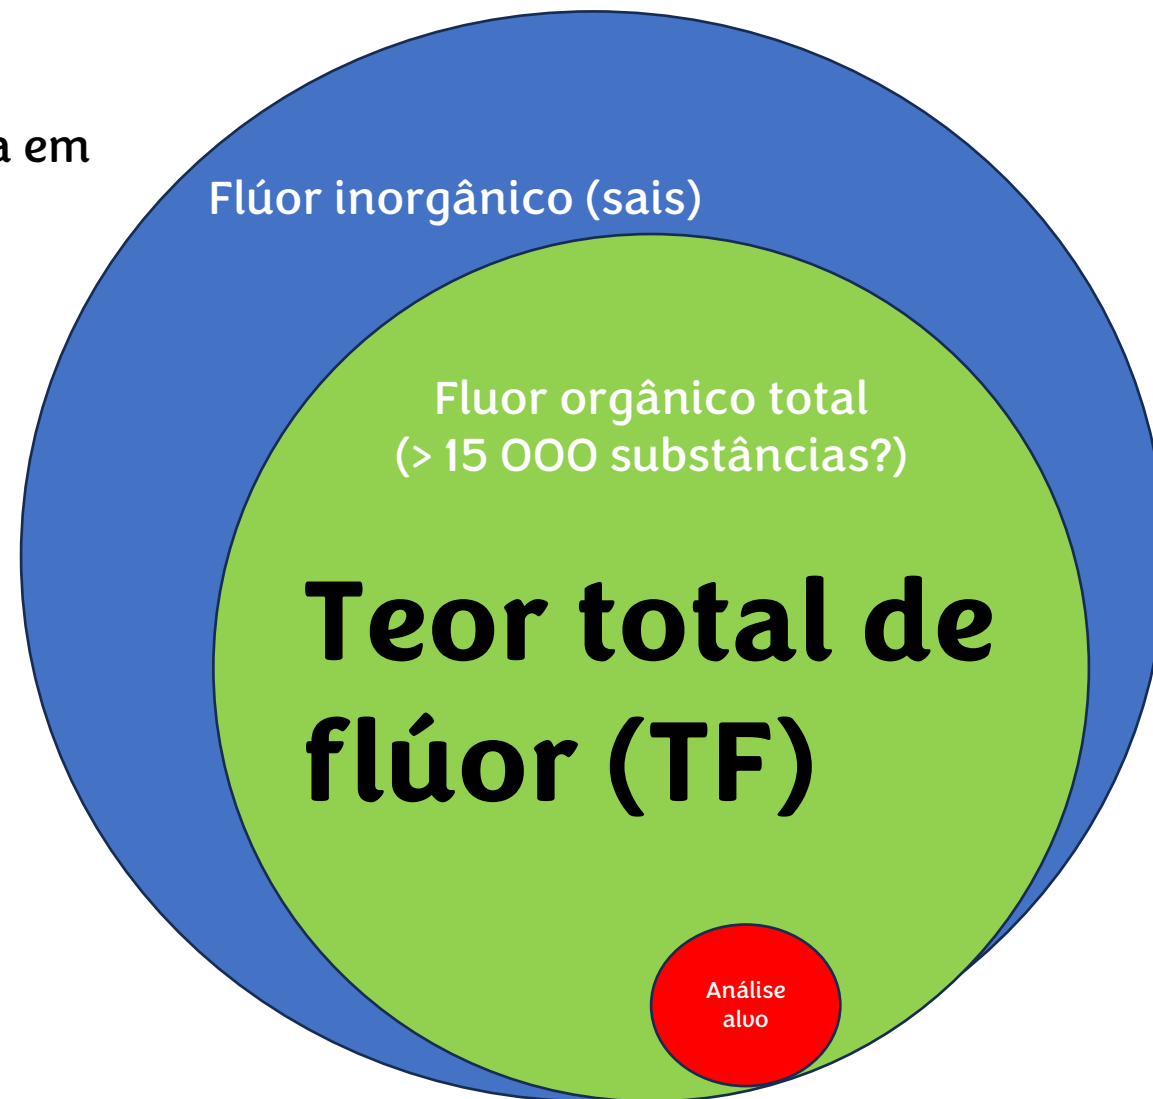 a em
Flúor inorgânico (sais)
Fluor orgânico total
(> 15 000 substâncias?)
Teor total de
flúor (TF)
Análise
alvo